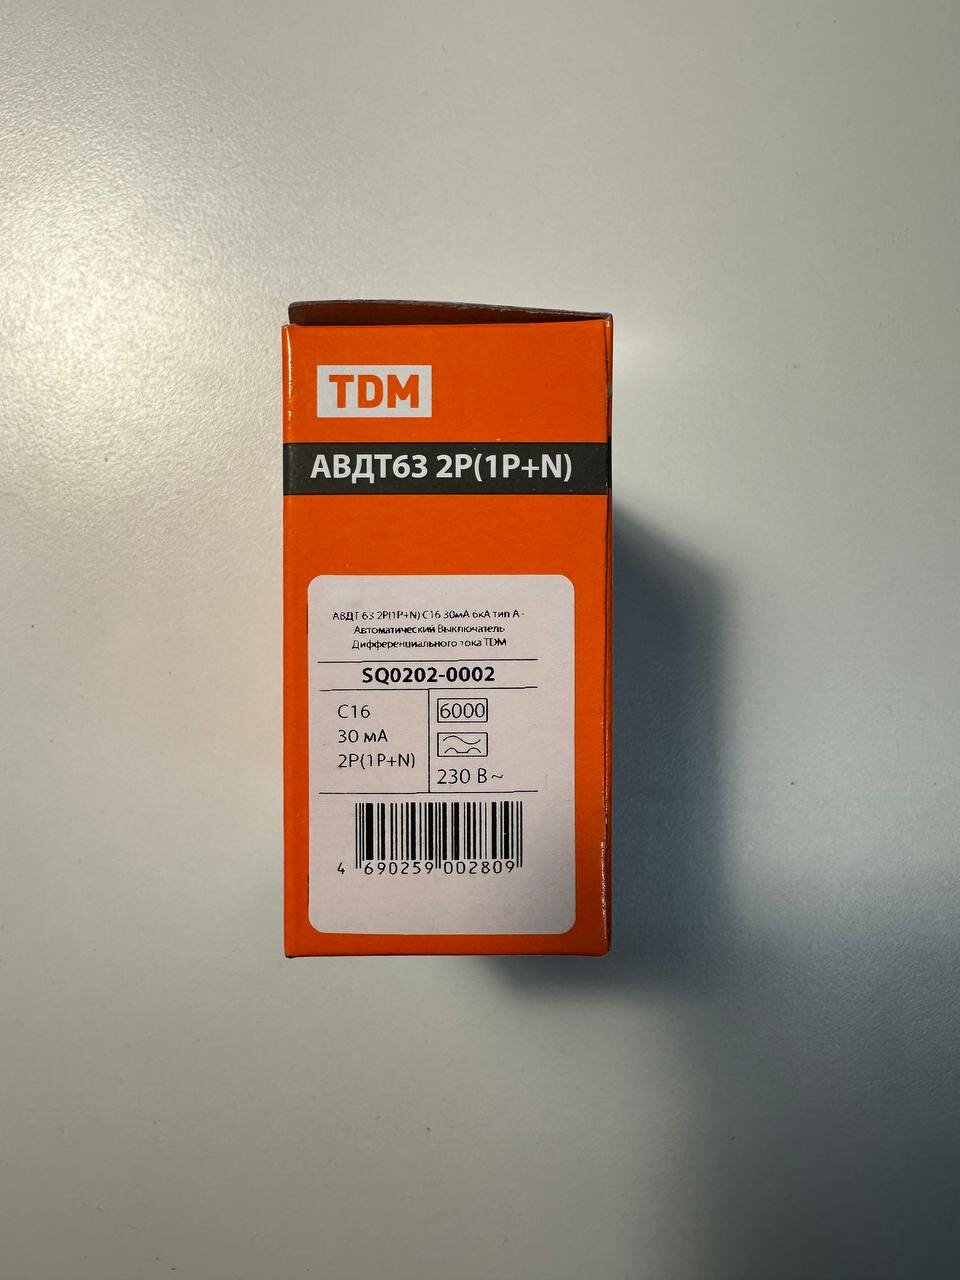 TDM
АВДТ63 2P(1P+N)
АВДТ 63 2P(1P+N) C16 30мА 6кА тип А -
Автоматический Выключатель
Дифференциального тока TDM
SQ0202-0002
C16
30 мА
2P(1P+N)
6000
230 В ~
4 690259 002809